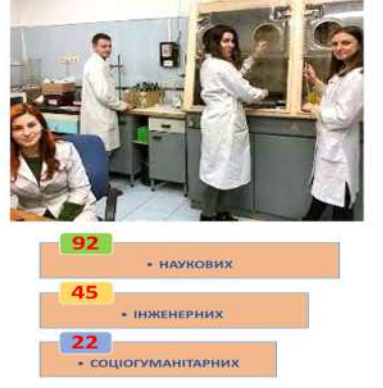 92
• НАУКОВИХ
45
• ІНЖЕНЕРНИХ
22
• СОЦІОГУМАНІТАРНИХ